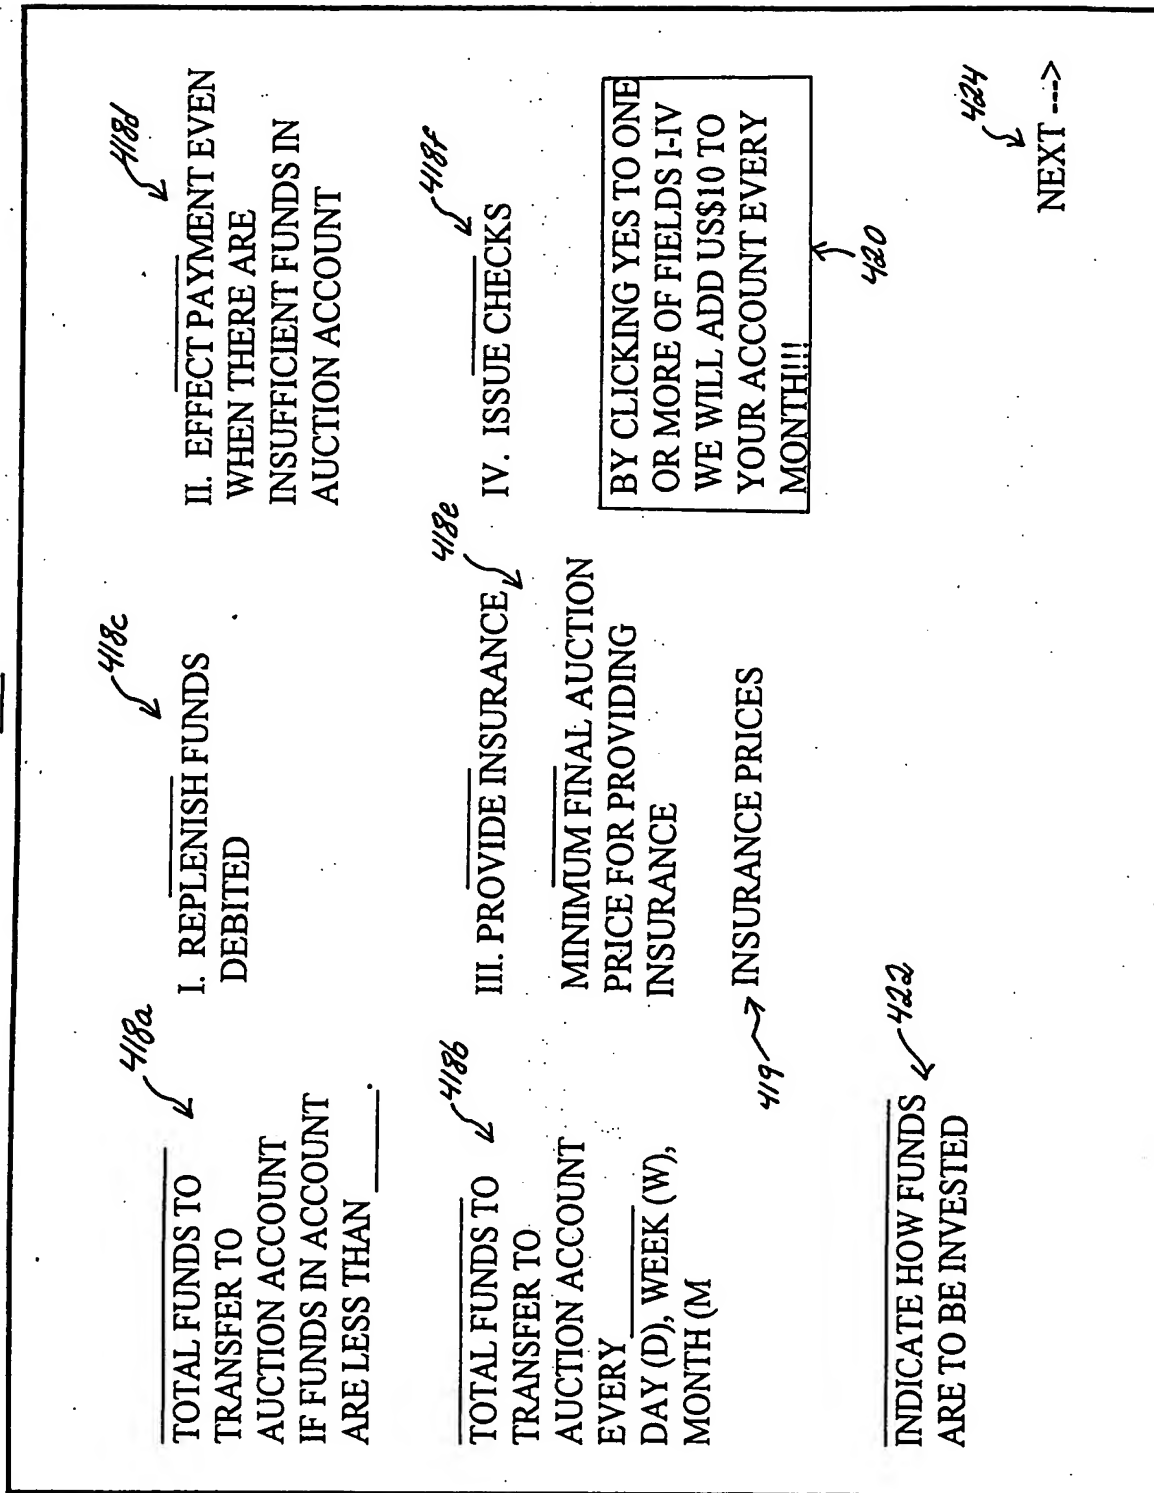 418a
TOTAL FUNDS TO
TRANSFER TO
AUCTION ACCOUNT
IF FUNDS IN ACCOUNT
ARE LESS THAN ____.
418c
I. REPLENISH FUNDS
DEBITED
418d
II. EFFECT PAYMENT EVEN
WHEN THERE ARE
INSUFFICIENT FUNDS IN
AUCTION ACCOUNT
418b
TOTAL FUNDS TO
TRANSFER TO
AUCTION ACCOUNT
EVERY ____
DAY (D), WEEK (W),
MONTH (M
418e
III. PROVIDE INSURANCE
MINIMUM FINAL AUCTION
PRICE FOR PROVIDING
INSURANCE
419
INSURANCE PRICES
418f
IV. ISSUE CHECKS
BY CLICKING YES TO ONE
OR MORE OF FIELDS I-IV
WE WILL ADD US$10 TO
YOUR ACCOUNT EVERY
MONTH!!!
420
422
INDICATE HOW FUNDS
ARE TO BE INVESTED
424
NEXT --->